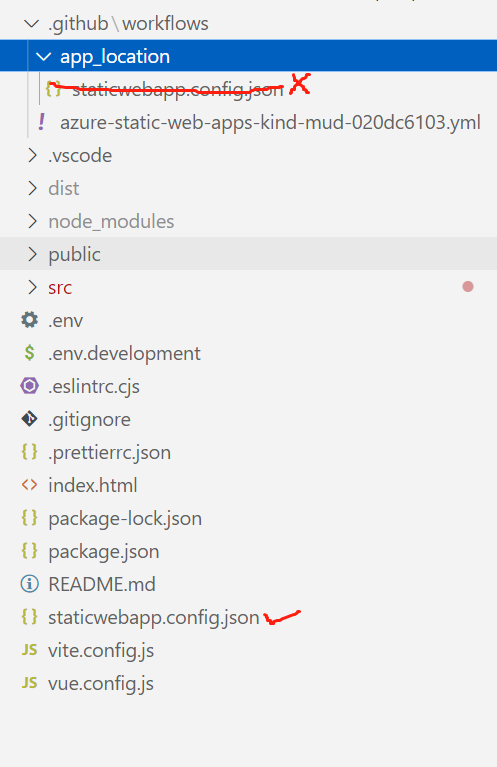 .github\workflows
app_location
{} staticwebapp.config.json
! azure-static-web-apps-kind-mud-020dc6103.yml
.vscode
dist
node_modules
public
src
.env
$ .env.development
.eslintrc.cjs
.gitignore
{} .prettierrc.json
<> index.html
{} package-lock.json
{} package.json
README.md
{} staticwebapp.config.json
JS vite.config.js
JS vue.config.js